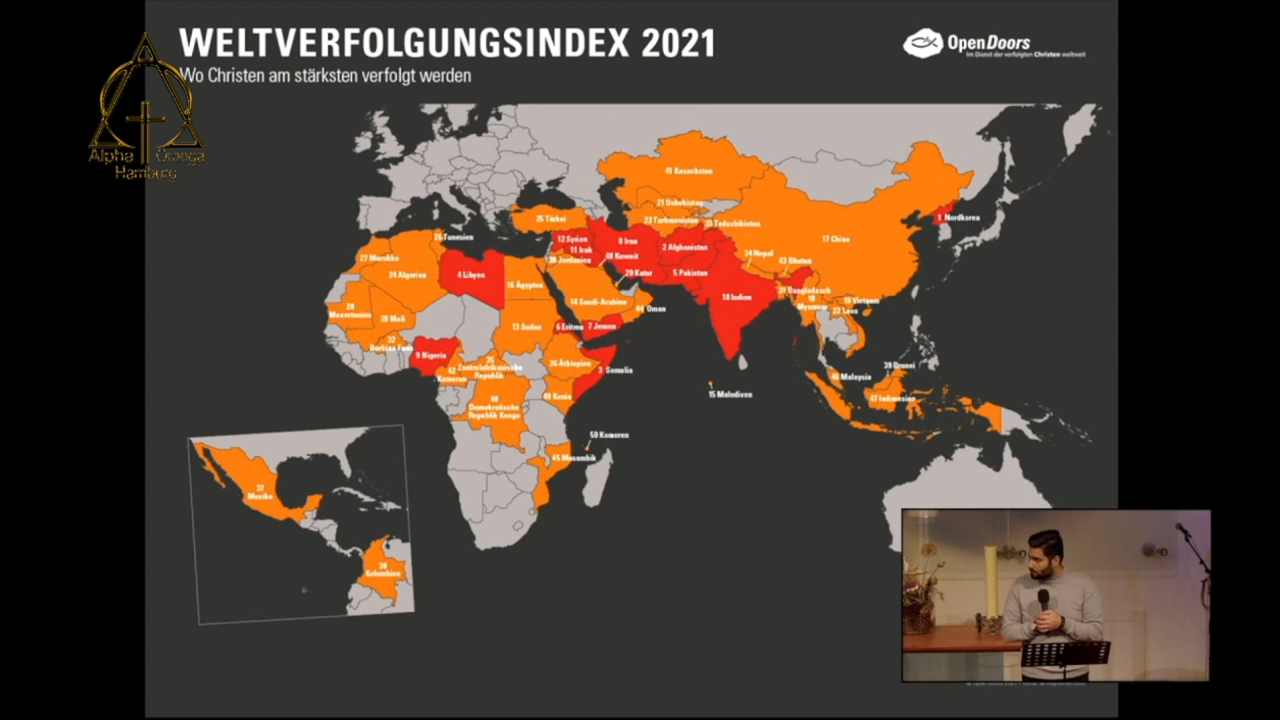 WELTVERFOLGUNGSINDEX 2021
Wo Christen am stärksten verfolgt werden
OpenDoors
Im Dienst der verfolgten Christen weltweit
Alpha Omega
Hamburg
41 Kasachstan
21 Usbekistan
23 Turkmenistan
33 Tadschikistan
1 Nordkorea
25 Türkei
12 Syrien
11 Irak
8 Iran
2 Afghanistan
17 China
26 Tunesien
38 Jordanien
48 Kuwait
34 Nepal
43 Bhutan
27 Marokko
24 Algerien
4 Libyen
16 Ägypten
29 Katar
5 Pakistan
10 Indien
31 Bangladesch
18
Myanmar
19 Vietnam
22 Laos
20
Mauretanien
28 Mali
14 Saudi-Arabien
44 Oman
13 Sudan
6 Eritrea
7 Jemen
32
Burkina Faso
9 Nigeria
35
Zentralafrikanische
Republik
36 Äthiopien
3 Somalia
42
Kamerun
39 Brunei
46 Malaysia
15 Malediven
49 Kenia
47 Indonesien
40
Demokratische
Republik Kongo
50 Komoren
45 Mosambik
37
Mexiko
30
Kolumbien